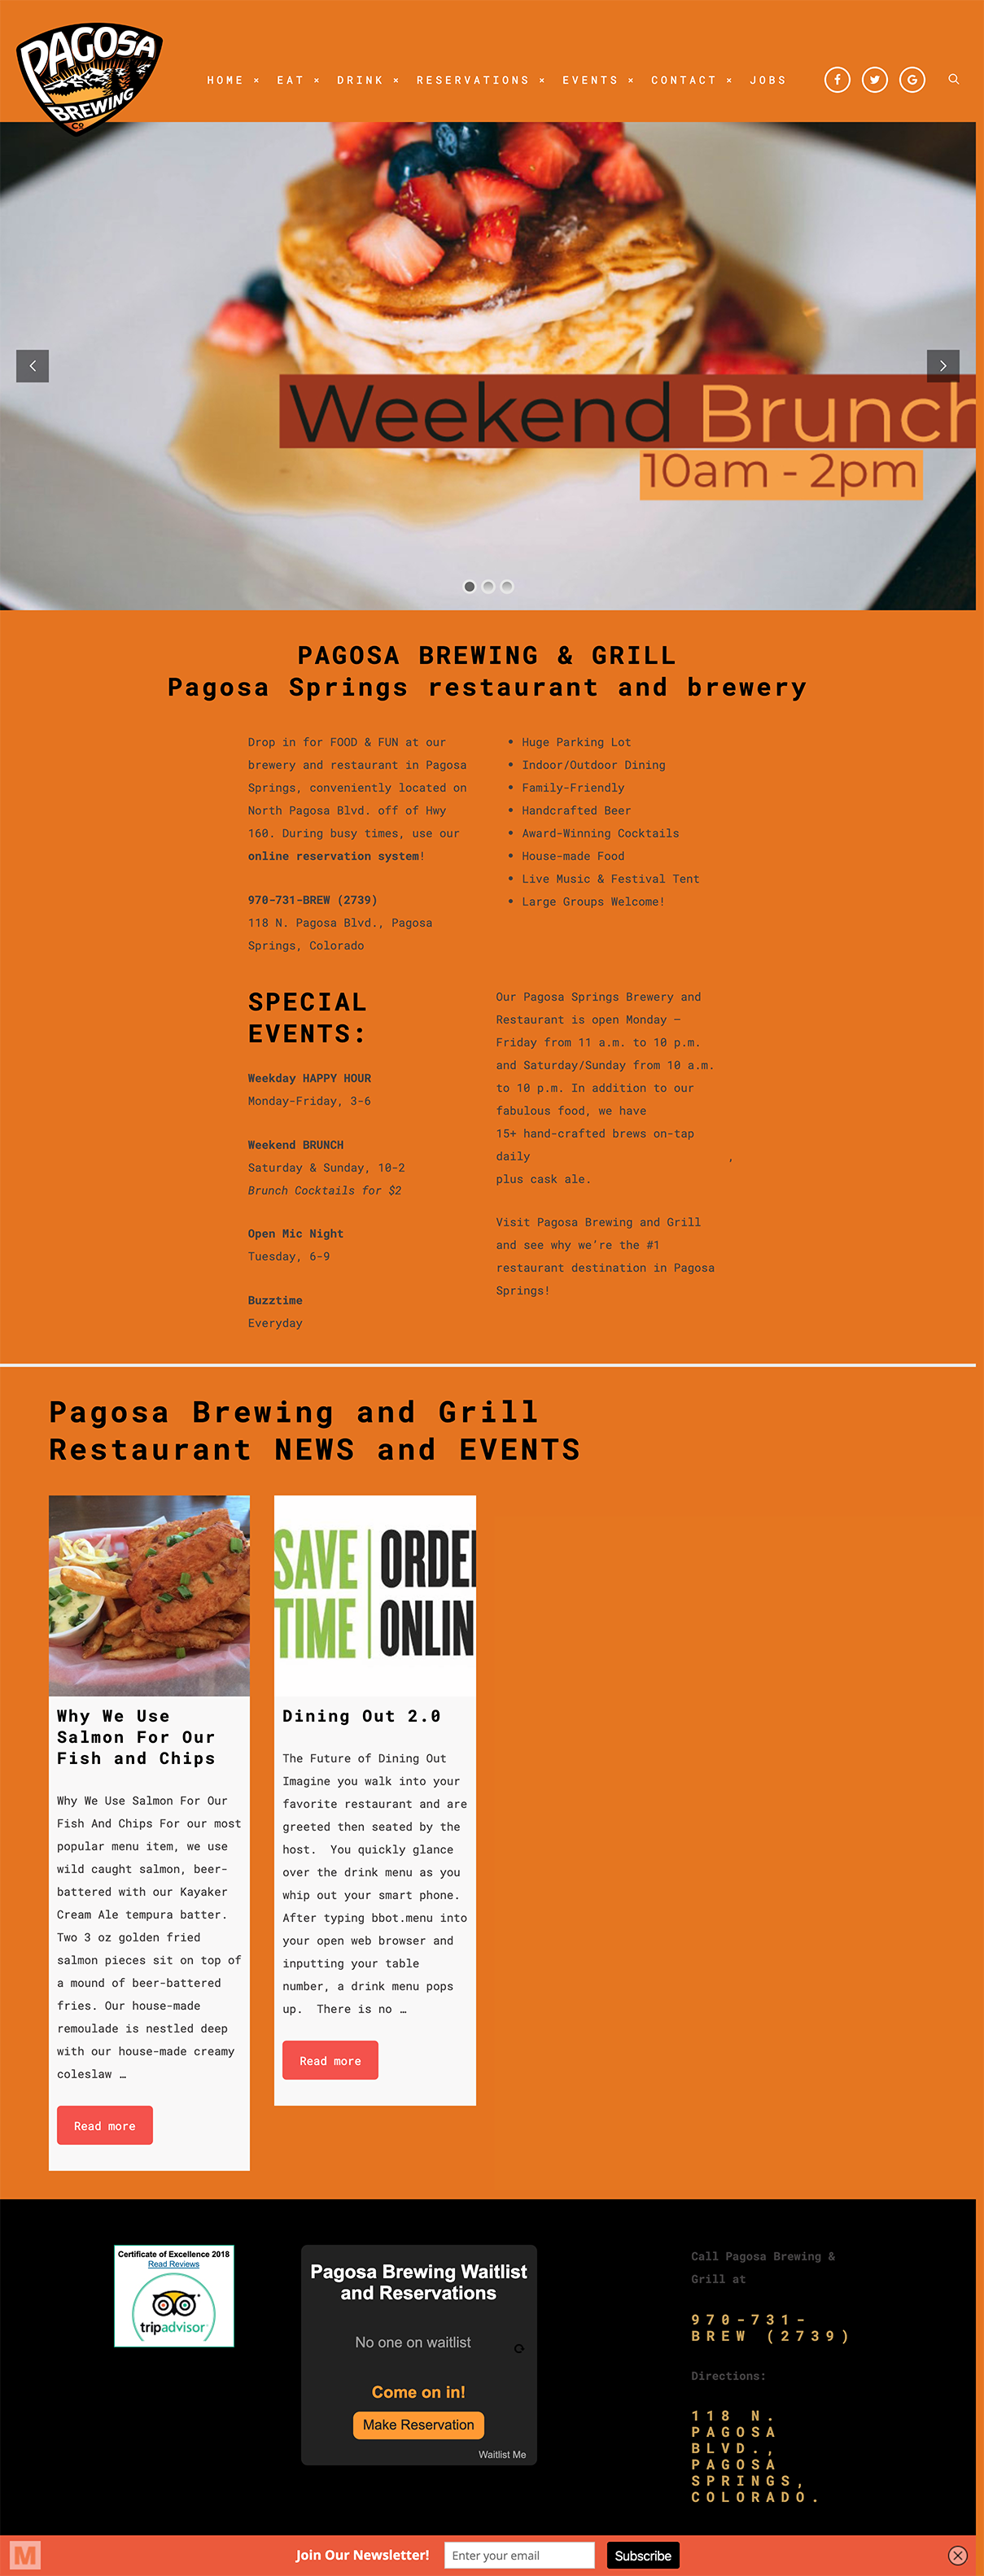 PAGOSA
BREWING
CO
HOME × EAT × DRINK × RESERVATIONS × EVENTS × CONTACT × JOBS
Weekend Brunch
10am - 2pm
PAGOSA BREWING & GRILL
Pagosa Springs restaurant and brewery
Drop in for FOOD & FUN at our
brewery and restaurant in Pagosa
Springs, conveniently located on
North Pagosa Blvd. off of Hwy
160. During busy times, use our
online reservation system!
970-731-BREW (2739)
118 N. Pagosa Blvd., Pagosa
Springs, Colorado
• Huge Parking Lot
• Indoor/Outdoor Dining
• Family-Friendly
• Handcrafted Beer
• Award-Winning Cocktails
• House-made Food
• Live Music & Festival Tent
• Large Groups Welcome!
SPECIAL
EVENTS:
Weekday HAPPY HOUR
Monday-Friday, 3-6
Weekend BRUNCH
Saturday & Sunday, 10-2
Brunch Cocktails for $2
Open Mic Night
Tuesday, 6-9
Buzztime
Everyday
Our Pagosa Springs Brewery and
Restaurant is open Monday –
Friday from 11 a.m. to 10 p.m.
and Saturday/Sunday from 10 a.m.
to 10 p.m. In addition to our
fabulous food, we have
15+ hand-crafted brews on-tap
daily ,
plus cask ale.
Visit Pagosa Brewing and Grill
and see why we're the #1
restaurant destination in Pagosa
Springs!
Pagosa Brewing and Grill
Restaurant NEWS and EVENTS
Why We Use
Salmon For Our
Fish and Chips
Why We Use Salmon For Our
Fish And Chips For our most
popular menu item, we use
wild caught salmon, beer-
battered with our Kayaker
Cream Ale tempura batter.
Two 3 oz golden fried
salmon pieces sit on top of
a mound of beer-battered
fries. Our house-made
remoulade is nestled deep
with our house-made creamy
coleslaw …
Read more
SAVE ORDE
TIME ONLIN
Dining Out 2.0
The Future of Dining Out
Imagine you walk into your
favorite restaurant and are
greeted then seated by the
host. You quickly glance
over the drink menu as you
whip out your smart phone.
After typing bbot.menu into
your open web browser and
inputting your table
number, a drink menu pops
up. There is no …
Read more
Certificate of Excellence 2018
Read Reviews
tripadvisor
Pagosa Brewing Waitlist
and Reservations
No one on waitlist
Come on in!
Make Reservation
Waitlist Me
Call Pagosa Brewing &
Grill at
970-731-
BREW (2739)
Directions:
118 N.
PAGOSA
BLVD.,
PAGOSA
SPRINGS,
COLORADO.
M
Join Our Newsletter! Enter your email Subscribe